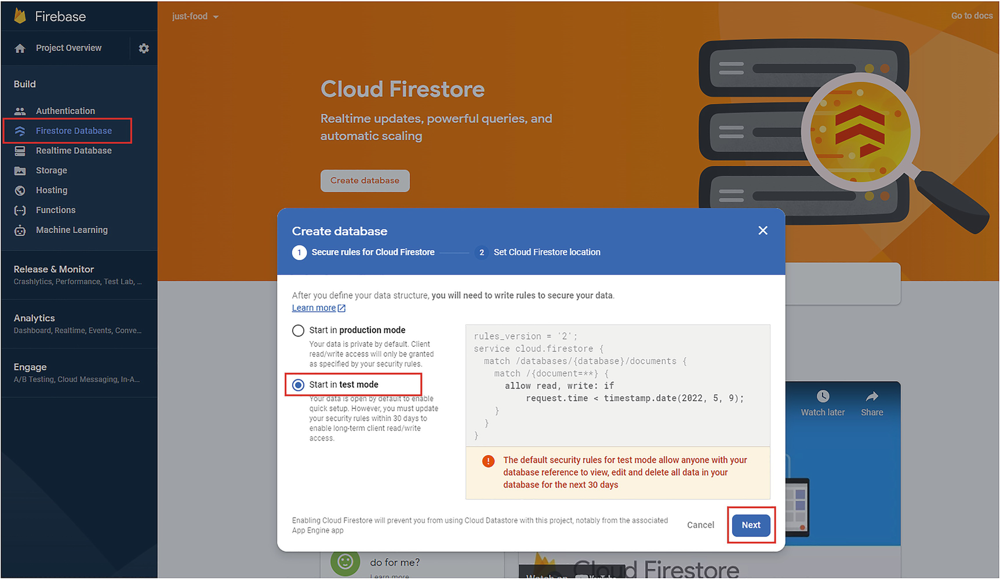 Firebase
just-food
Go to docs
Project Overview
Build
Authentication
Firestore Database
Realtime Database
Storage
Hosting
Functions
Machine Learning
Release & Monitor
Crashlytics, Performance, Test Lab, ...
Analytics
Dashboard, Realtime, Events, Conve...
Engage
A/B Testing, Cloud Messaging, In-A...
Cloud Firestore
Realtime updates, powerful queries, and
automatic scaling
Create database
Create database
1 Secure rules for Cloud Firestore
2 Set Cloud Firestore location
After you define your data structure, you will need to write rules to secure your data.
Learn more
Start in production mode
Your data is private by default. Client
read/write access will only be granted
as specified by your security rules.
Start in test mode
Your data is open by default to enable
quick setup. However, you must update
your security rules within 30 days to
enable long-term client read/write
access.
rules_version = '2';
service cloud.firestore {
match /databases/{database}/documents {
match /{document=**} {
allow read, write: if
request.time < timestamp.date(2022, 5, 9);
}
}
}
The default security rules for test mode allow anyone with your
database reference to view, edit and delete all data in your
database for the next 30 days
Enabling Cloud Firestore will prevent you from using Cloud Datastore with this project, notably from the associated
App Engine app
Cancel
Next
Watch later
Share
do for me?
Learn more
Cloud Firestore
Watch on YouTube